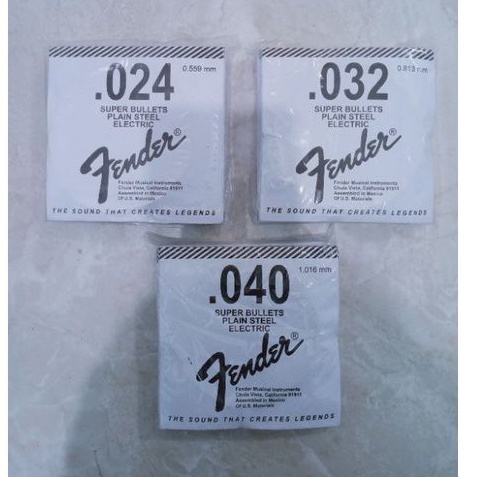 .024
0.559 mm
SUPER BULLETS
PLAIN STEEL
ELECTRIC
Fender®
Fender Musical Instruments
Chula Vista, California 91911
Assembled in Mexico
Of U.S. Materials
THE SOUND THAT CREATES LEGENDS
.032
0.813 mm
SUPER BULLETS
PLAIN STEEL
ELECTRIC
Fender®
Fender Musical Instruments
Chula Vista, California 91911
Assembled in Mexico
Of U.S. Materials
THE SOUND THAT CREATES LEGENDS
.040
1.016 mm
SUPER BULLETS
PLAIN STEEL
ELECTRIC
Fender®
Fender Musical Instruments
Chula Vista, California 91911
Assembled in Mexico
Of U.S. Materials
THE SOUND THAT CREATES LEGENDS